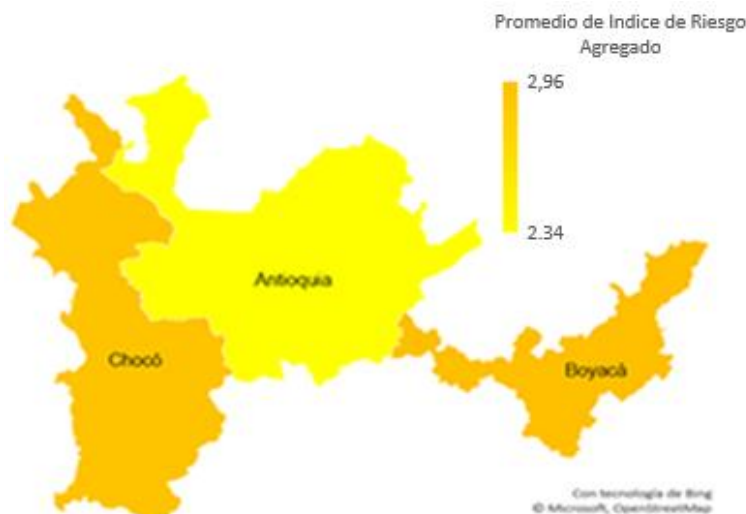 Promedio de Indice de Riesgo
Agregado
2,96
2.34
Antioquia
Chocó
Boyacá
Con tecnología de Bing
© Microsoft, OpenStreetMap